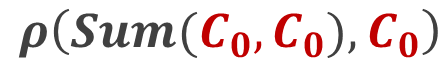 ρ(Sum(C₀, C₀), C₀)